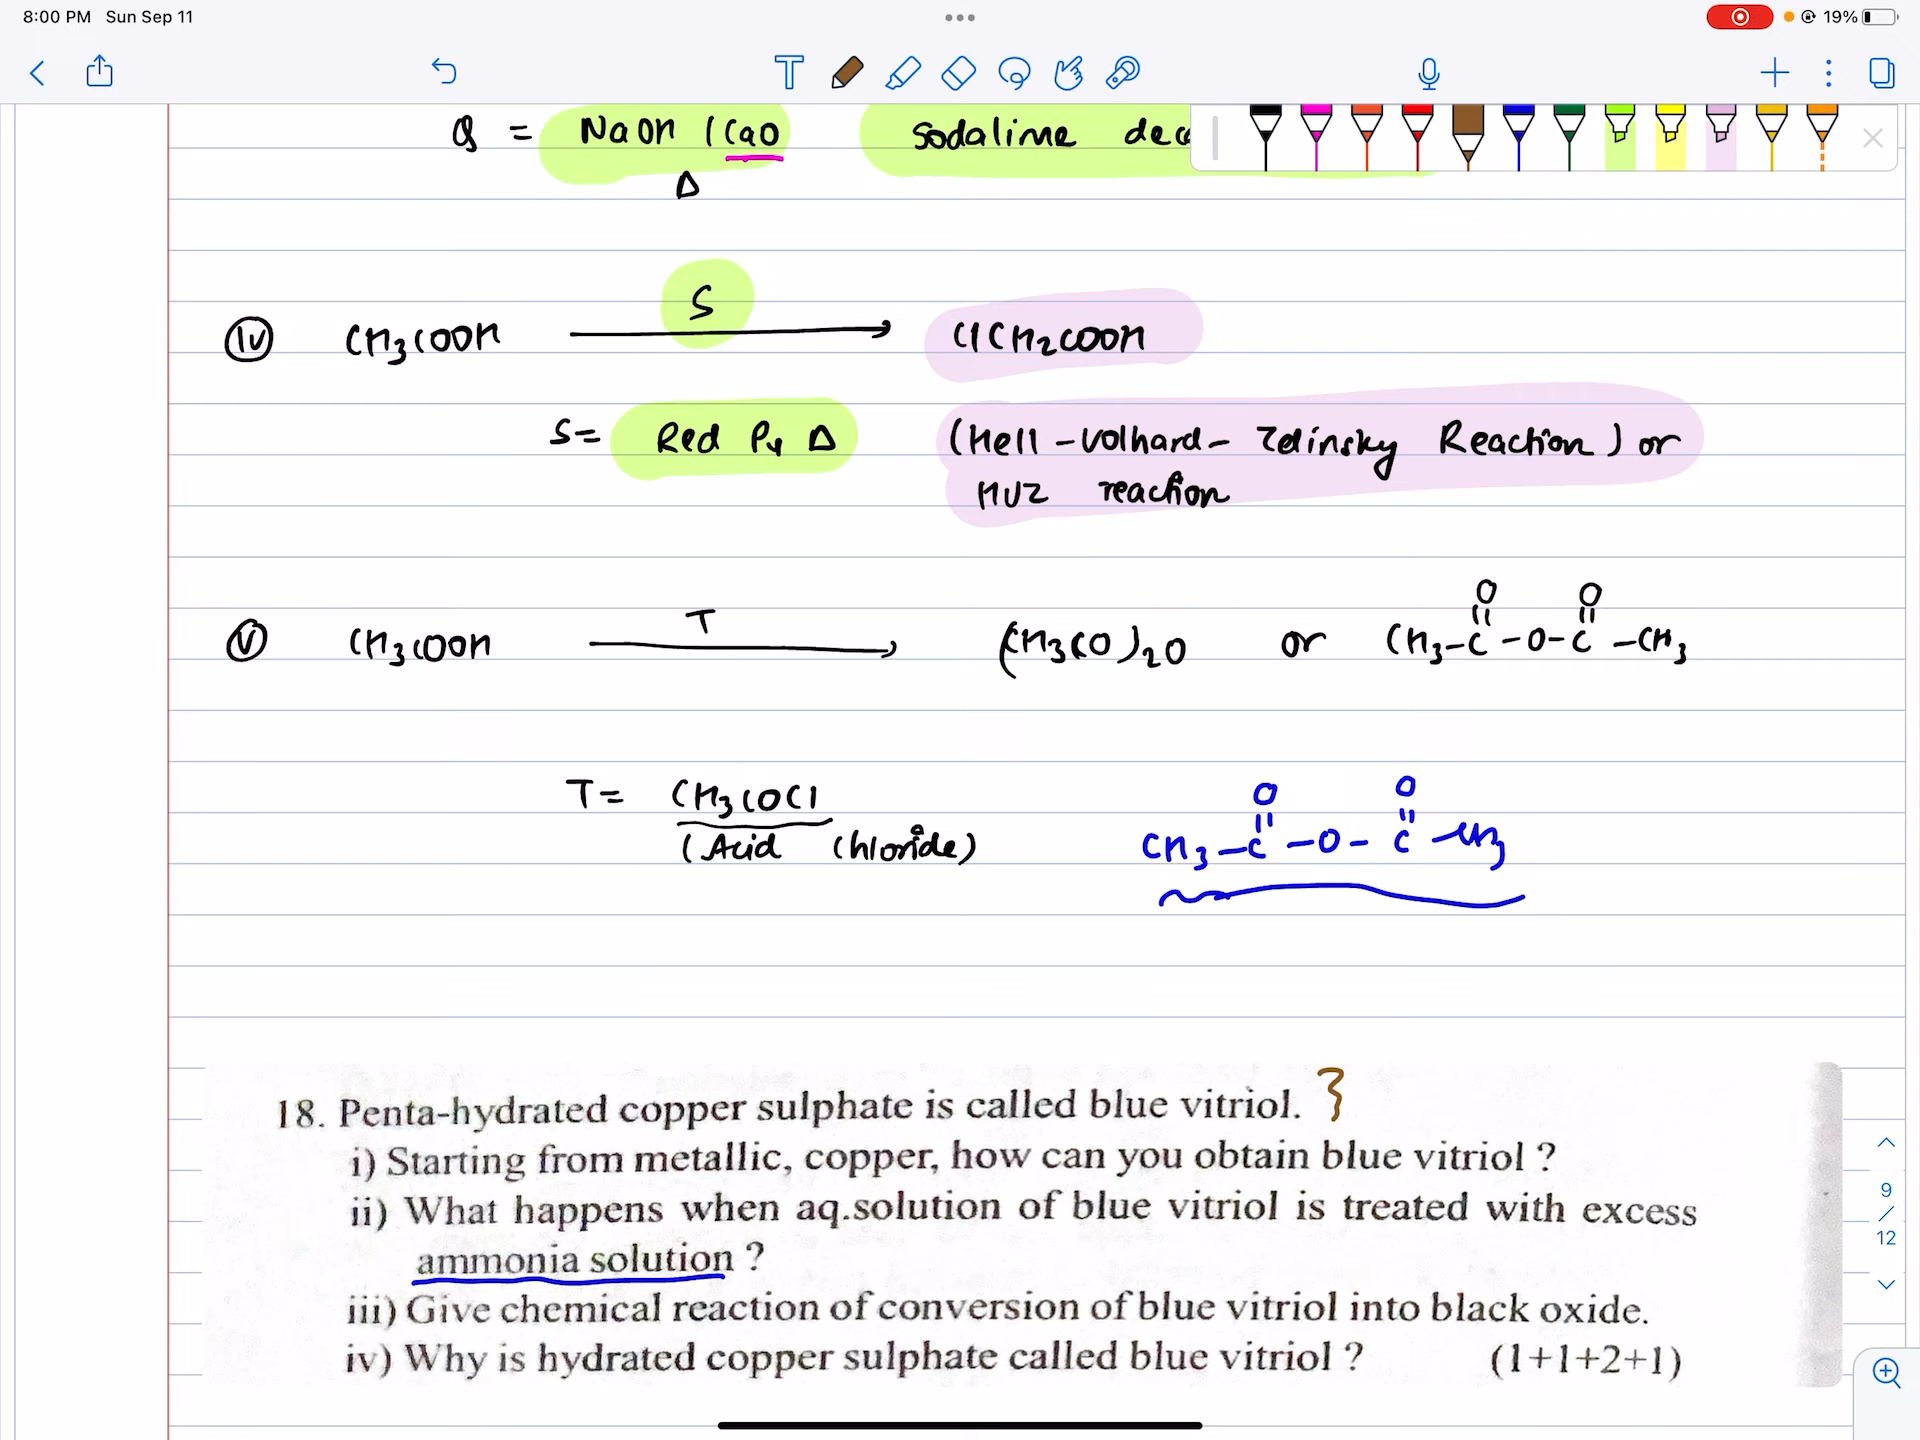 8:00 PM Sun Sep 11
19%
T
Q = NaOH / CaO sodalime
Δ
S
(iv) CH3COOH ClCH2COOH
S= Red P4 Δ (Hell-Volhard-Zelinsky Reaction) or
HVZ reaction
O O
T
(v) CH3COOH (CH3CO)2O or CH3-C-O-C-CH3
T= CH3COCl
(Acid Chloride)
O O
CH3-C-O-C-CH3
18. Penta-hydrated copper sulphate is called blue vitriol. }
i) Starting from metallic, copper, how can you obtain blue vitriol ?
ii) What happens when aq.solution of blue vitriol is treated with excess
ammonia solution ?
iii) Give chemical reaction of conversion of blue vitriol into black oxide.
iv) Why is hydrated copper sulphate called blue vitriol ? (1+1+2+1)
9
/
12